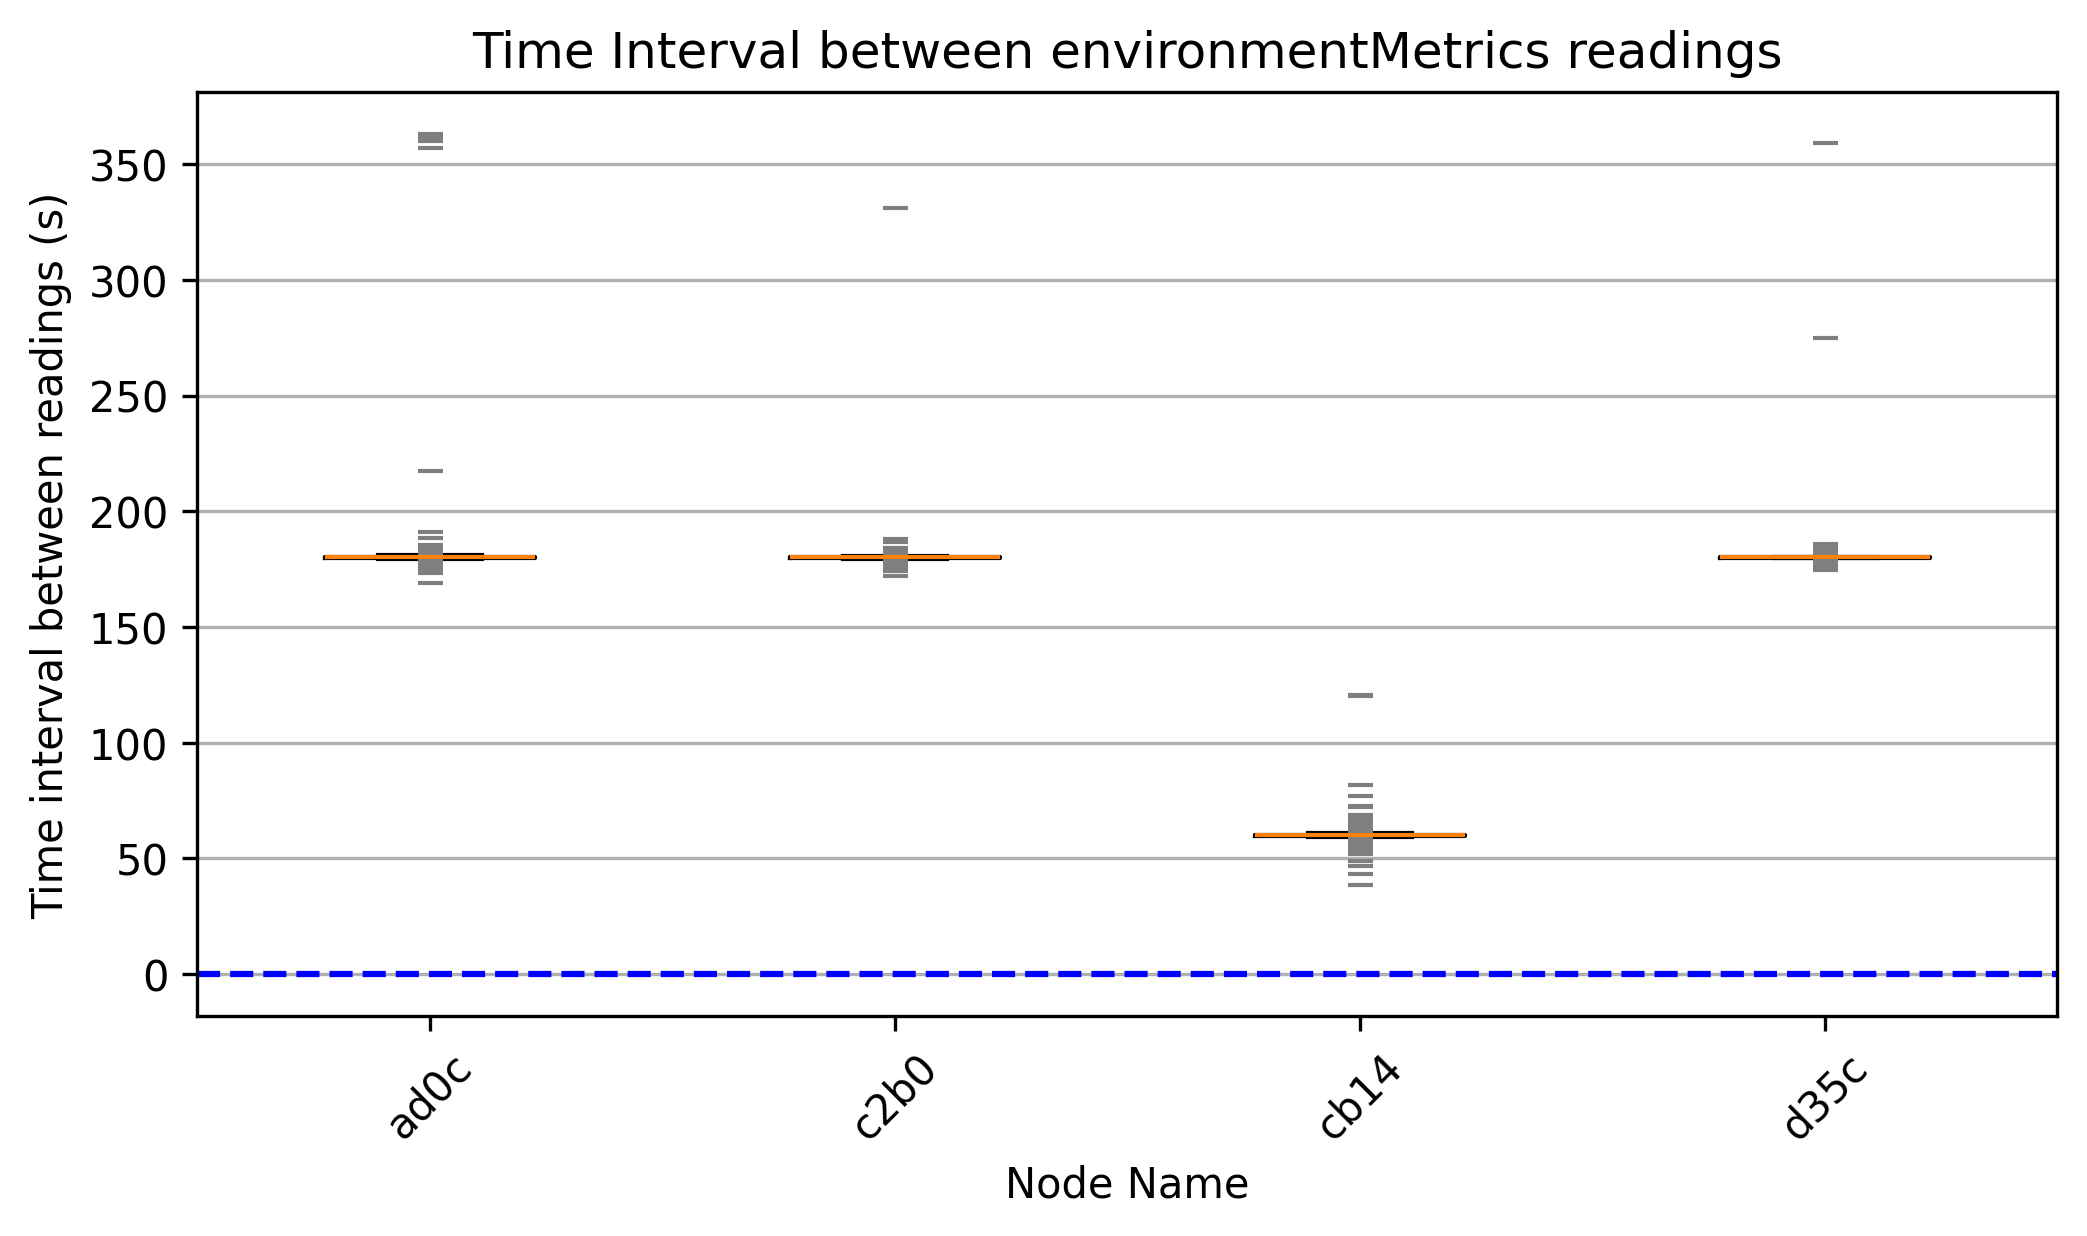 Time Interval between environmentMetrics readings
Time interval between readings (s)
350
300
250
200
150
100
50
0
ad0c
c2b0
cb14
d35c
Node Name